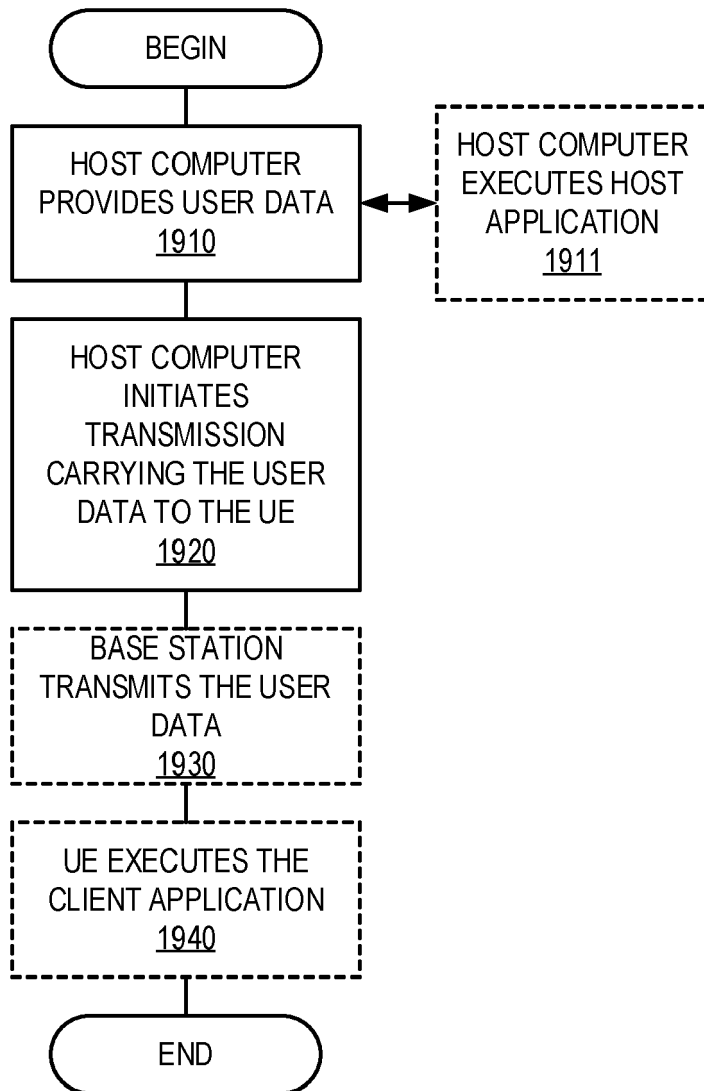 BEGIN
HOST COMPUTER
PROVIDES USER DATA
1910
HOST COMPUTER
EXECUTES HOST
APPLICATION
1911
HOST COMPUTER
INITIATES
TRANSMISSION
CARRYING THE USER
DATA TO THE UE
1920
BASE STATION
TRANSMITS THE USER
DATA
1930
UE EXECUTES THE
CLIENT APPLICATION
1940
END